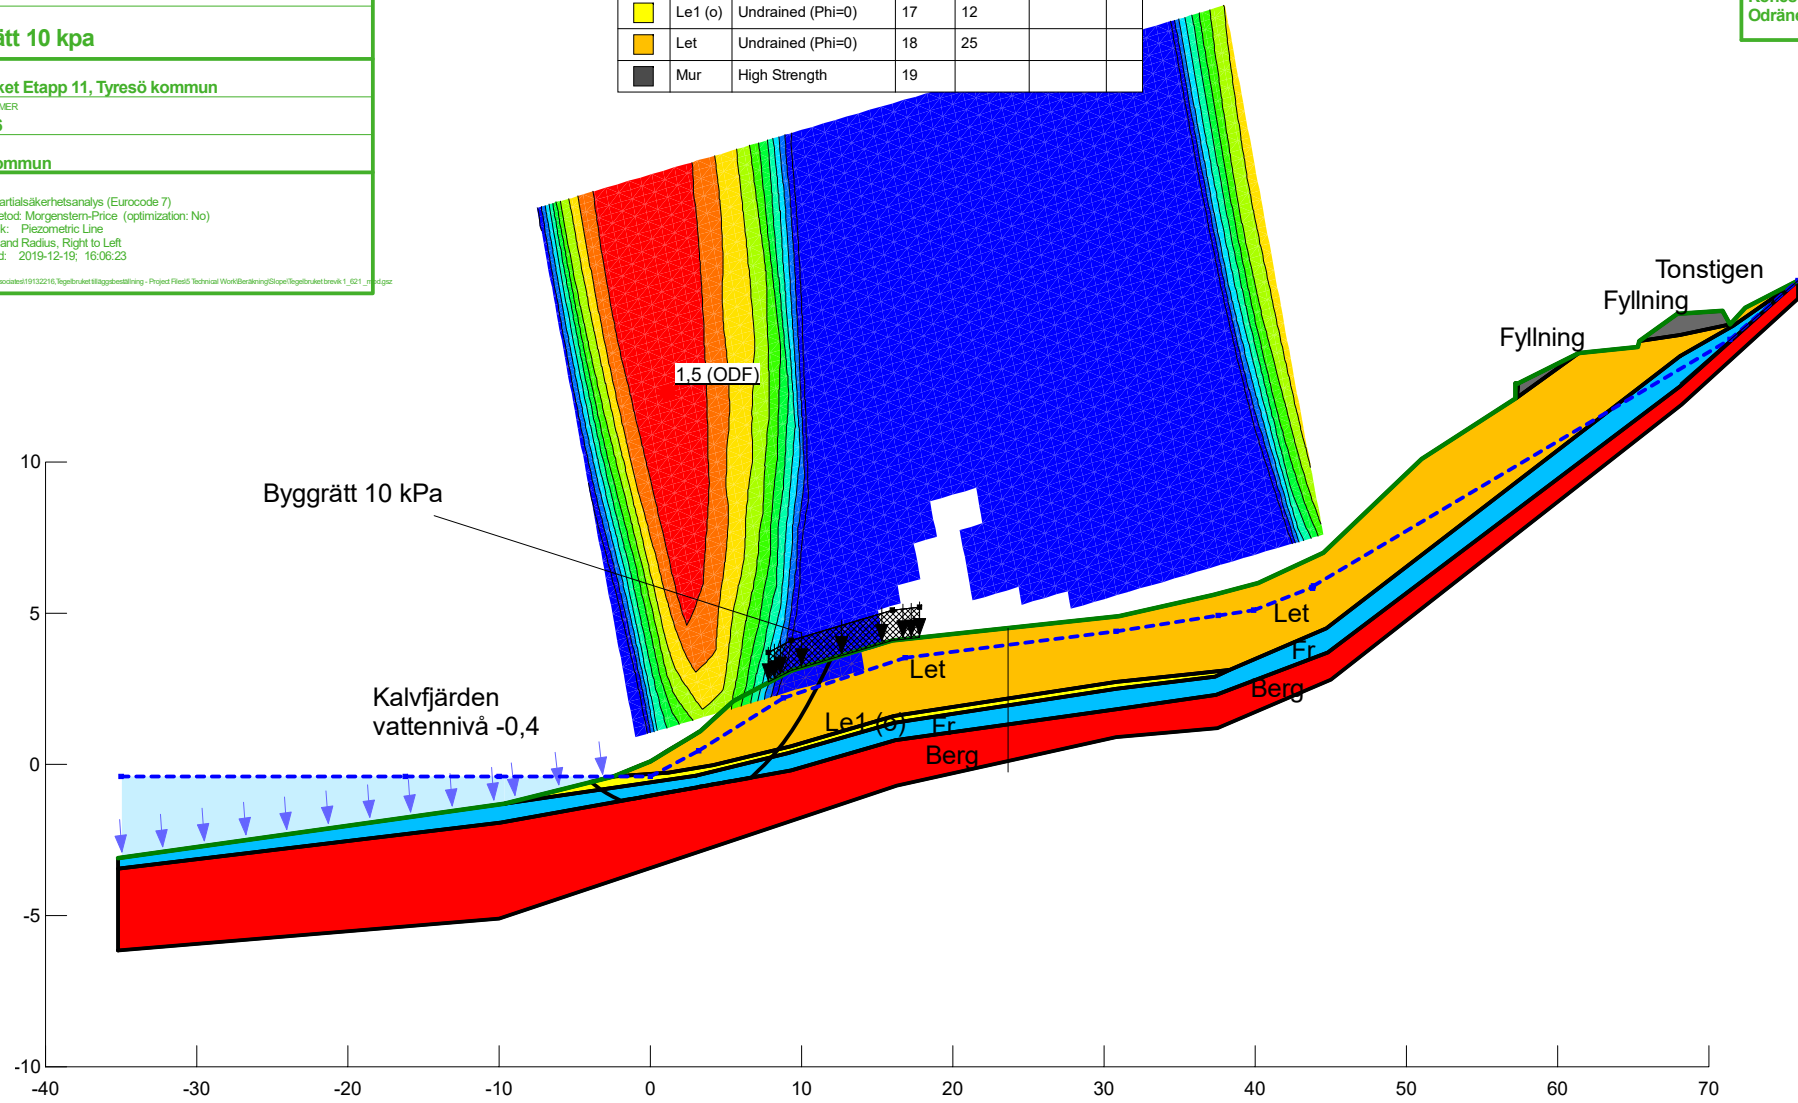 ätt 10 kpa
ket Etapp 11, Tyresö kommun
MER
ommun
artialsäkerhetsanalys (Eurocode 7)
etod: Morgenstern-Price (optimization: No)
k: Piezometric Line
and Radius, Right to Left
d: 2019-12-19; 16:06:23
Le1 (o) Undrained (Phi=0) 17 12
Let Undrained (Phi=0) 18 25
Mur High Strength 19
Odräne
Tonstigen
Fyllning
Fyllning
1,5 (ODF)
Byggrätt 10 kPa
Kalvfjärden
vattennivå -0,4
Let
Fr
Berg
Let
Le1 (o) Fr
Berg
10
5
0
-5
-10
-40 -30 -20 -10 0 10 20 30 40 50 60 70